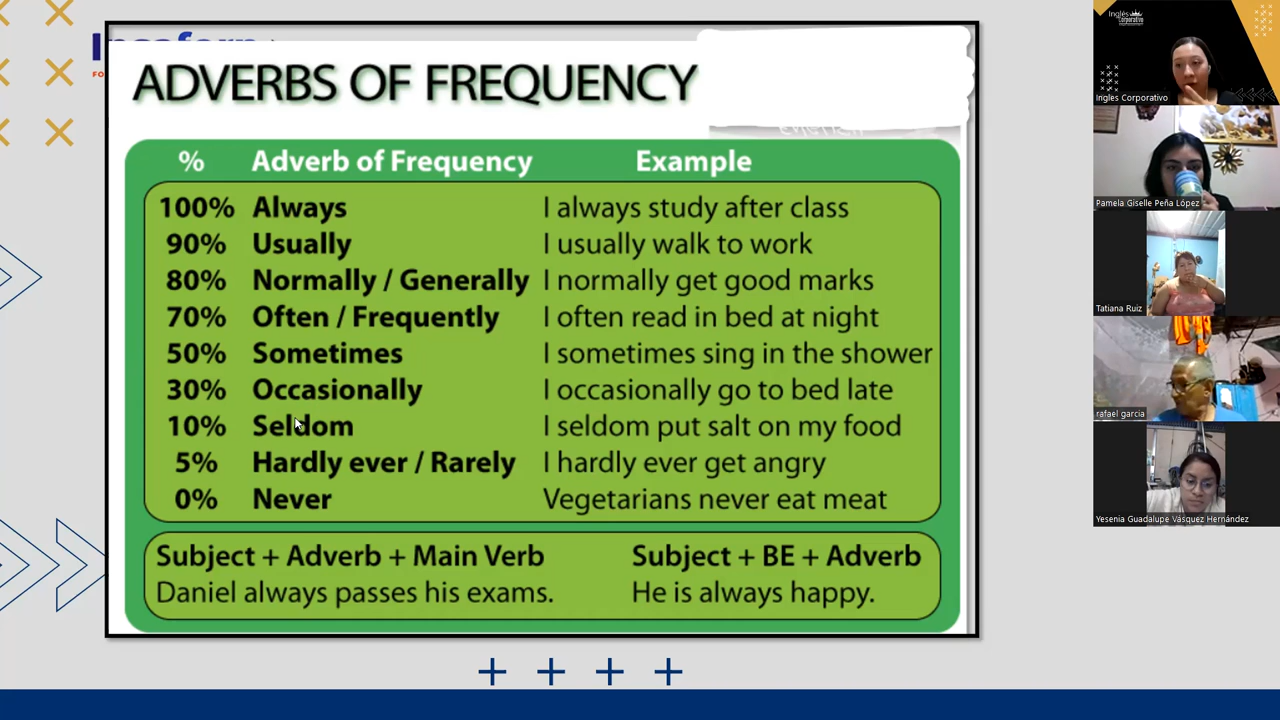 ADVERBS OF FREQUENCY
% Adverb of Frequency Example
100% Always I always study after class
90% Usually I usually walk to work
80% Normally / Generally I normally get good marks
70% Often / Frequently I often read in bed at night
50% Sometimes I sometimes sing in the shower
30% Occasionally I occasionally go to bed late
10% Seldom I seldom put salt on my food
5% Hardly ever / Rarely I hardly ever get angry
0% Never Vegetarians never eat meat
Subject + Adverb + Main Verb Subject + BE + Adverb
Daniel always passes his exams. He is always happy.
Inglés
Corporativo
Ingles Corporativo
Pamela Giselle Peña López
Tatiana Ruiz
rafael garcia
Yesenia Guadalupe Vásquez Hernández